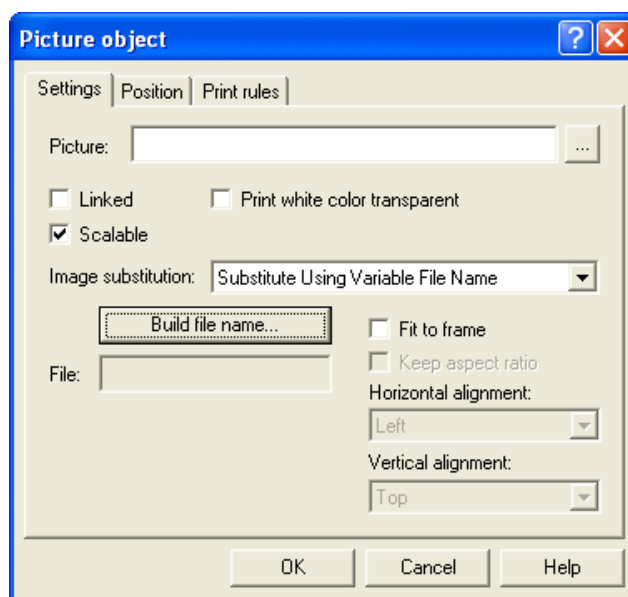 Picture object
Settings Position Print rules
Picture: ...
Linked Print white color transparent
Scalable
Image substitution: Substitute Using Variable File Name
Build file name... Fit to frame
Keep aspect ratio
File:
Horizontal alignment:
Left
Vertical alignment:
Top
OK Cancel Help